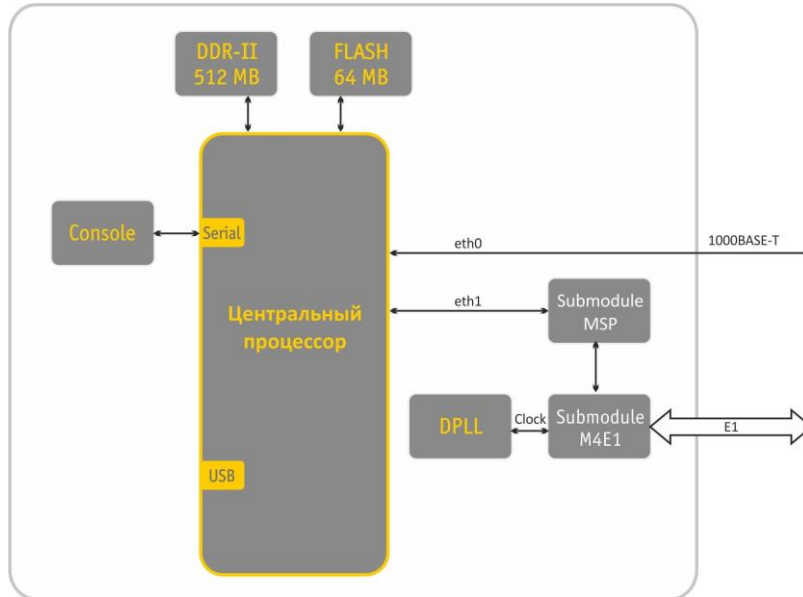 DDR-II
512 MB
FLASH
64 MB
Console
Serial
eth0
1000BASE-T
eth1
Submodule
MSP
Центральный
процессор
DPLL
Clock
Submodule
M4E1
E1
USB